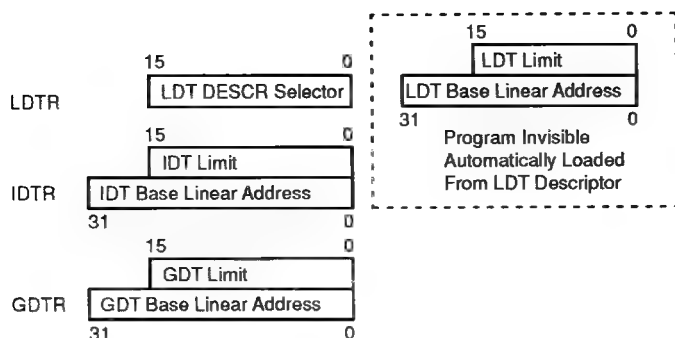 15 0
LDTR
LDT DESCR Selector
15 0
LDT Limit
LDT Base Linear Address
31 0
Program Invisible
Automatically Loaded
From LDT Descriptor
15 0
IDT Limit
IDTR
IDT Base Linear Address
31 0
15 0
GDT Limit
GDTR
GDT Base Linear Address
31 0